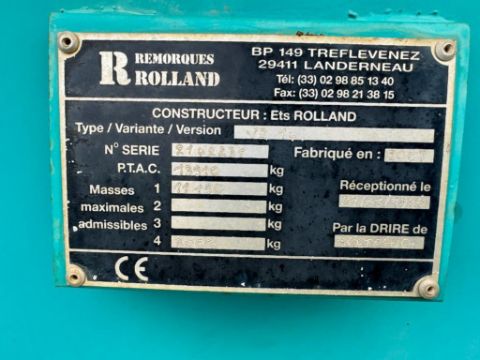 R REMORQUES
ROLLAND
BP 149 TREFLEVENEZ
29411 LANDERNEAU
Tél: (33) 02 98 85 13 40
Fax: (33) 02 98 21 38 15
CONSTRUCTEUR : Ets ROLLAND
Type / Variante / Version
N° SERIE Fabriqué en :
P.T.A.C. kg
Réceptionné le
Masses 1 kg
maximales 2 kg
admissibles 3 kg Par la DRIRE de
4 kg
CE